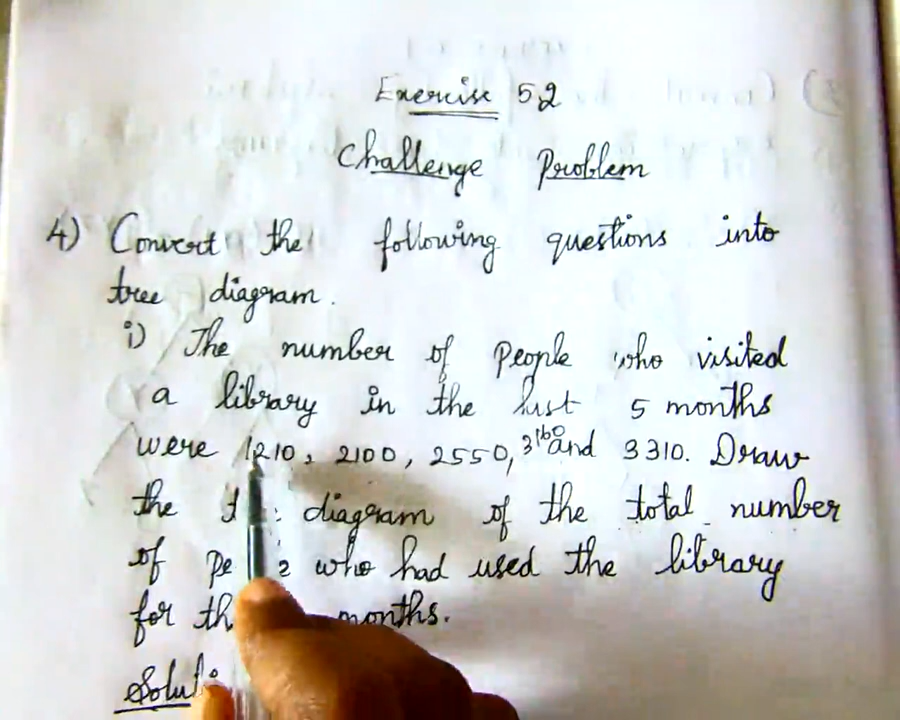 Exercise 5.2
Challenge Problem
4) Convert the following questions into
tree diagram.
i) The number of People who visited
a library in the last 5 months
were 1210, 2100, 2550, 3160 and 3310. Draw
the diagram of the total number
of who had used the library
for months.